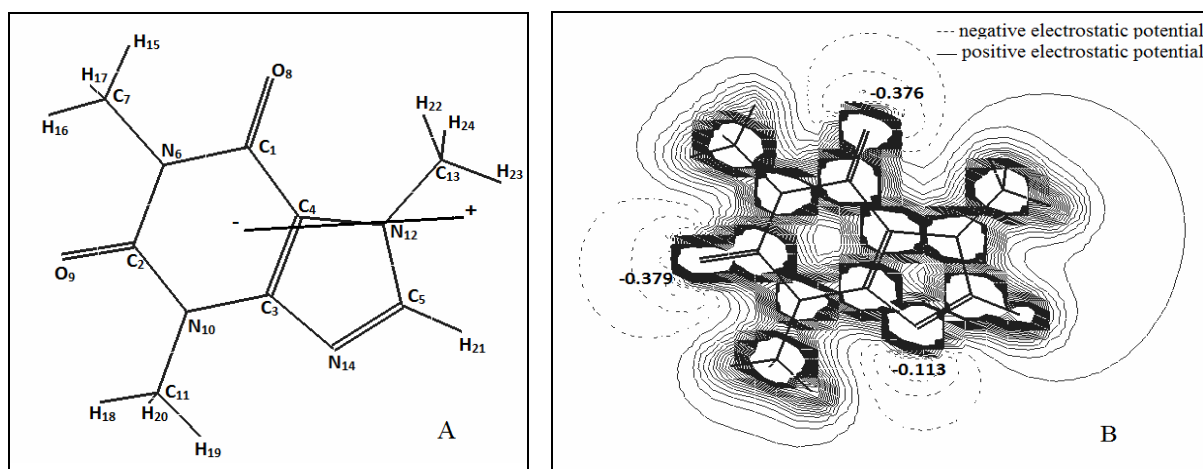 H15
H17
C7
H16
O8
H22
H24
N6
C1
C13
H23
C4
-
+
N12
C2
O9
C3
C5
N10
H21
N14
C11
H18
H20
H19
A
--- negative electrostatic potential
— positive electrostatic potential
-0.376
-0.379
-0.113
B